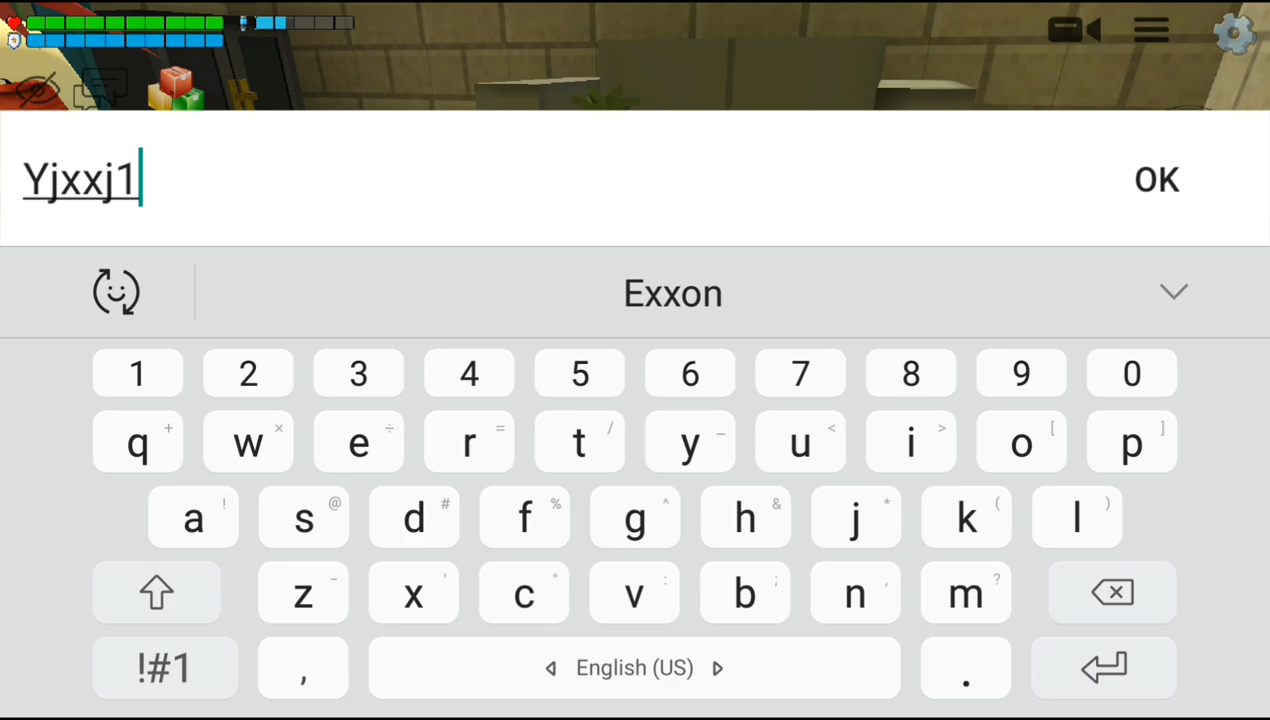 Yjxxj1
OK
Exxon
1 2 3 4 5 6 7 8 9 0
q + w × e ÷ r = t / y _ u < i > o [ p ]
a ! s @ d # f % g ^ h & j * k ( l )
z - x ' c " v : b ; n , m ?
!#1 , English (US) .